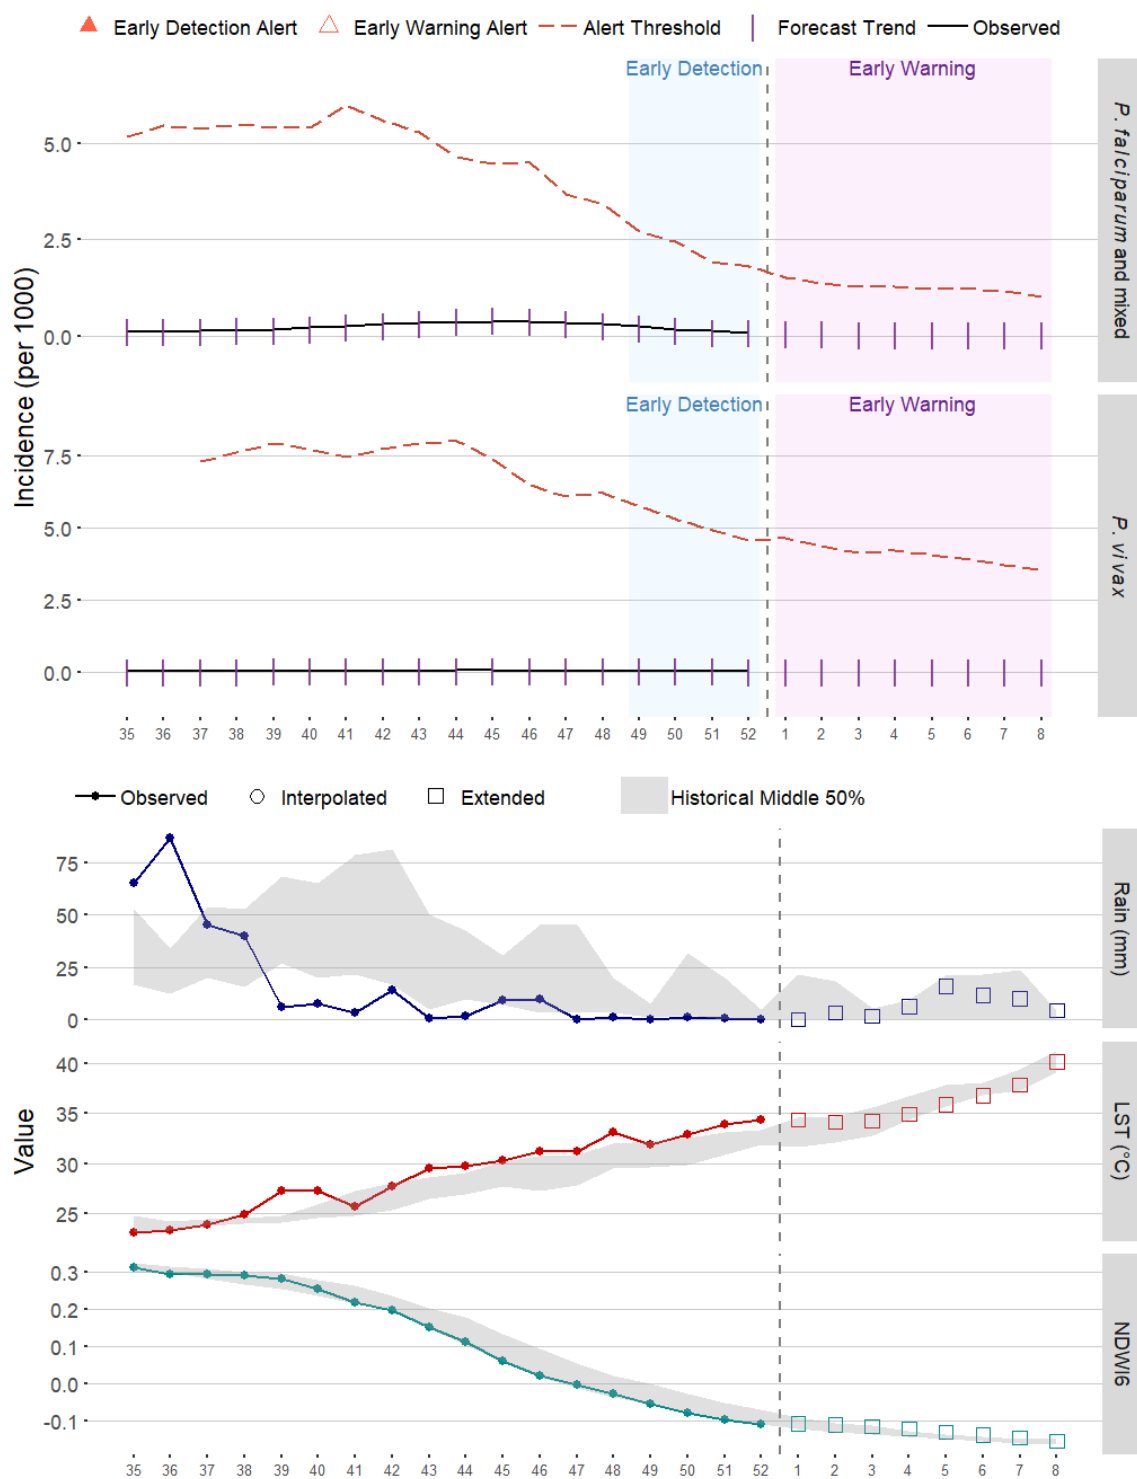 Early Detection Alert Early Warning Alert Alert Threshold Forecast Trend Observed
Early Detection Early Warning
5.0
2.5
0.0
P. falciparum and mixed
Early Detection Early Warning
7.5
5.0
2.5
0.0
P. vivax
Incidence (per 1000)
35 36 37 38 39 40 41 42 43 44 45 46 47 48 49 50 51 52 1 2 3 4 5 6 7 8
Observed Interpolated Extended Historical Middle 50%
75
50
25
0
Rain (mm)
40
35
30
25
LST (°C)
Value
0.3
0.2
0.1
0.0
-0.1
NDWI6
35 36 37 38 39 40 41 42 43 44 45 46 47 48 49 50 51 52 1 2 3 4 5 6 7 8